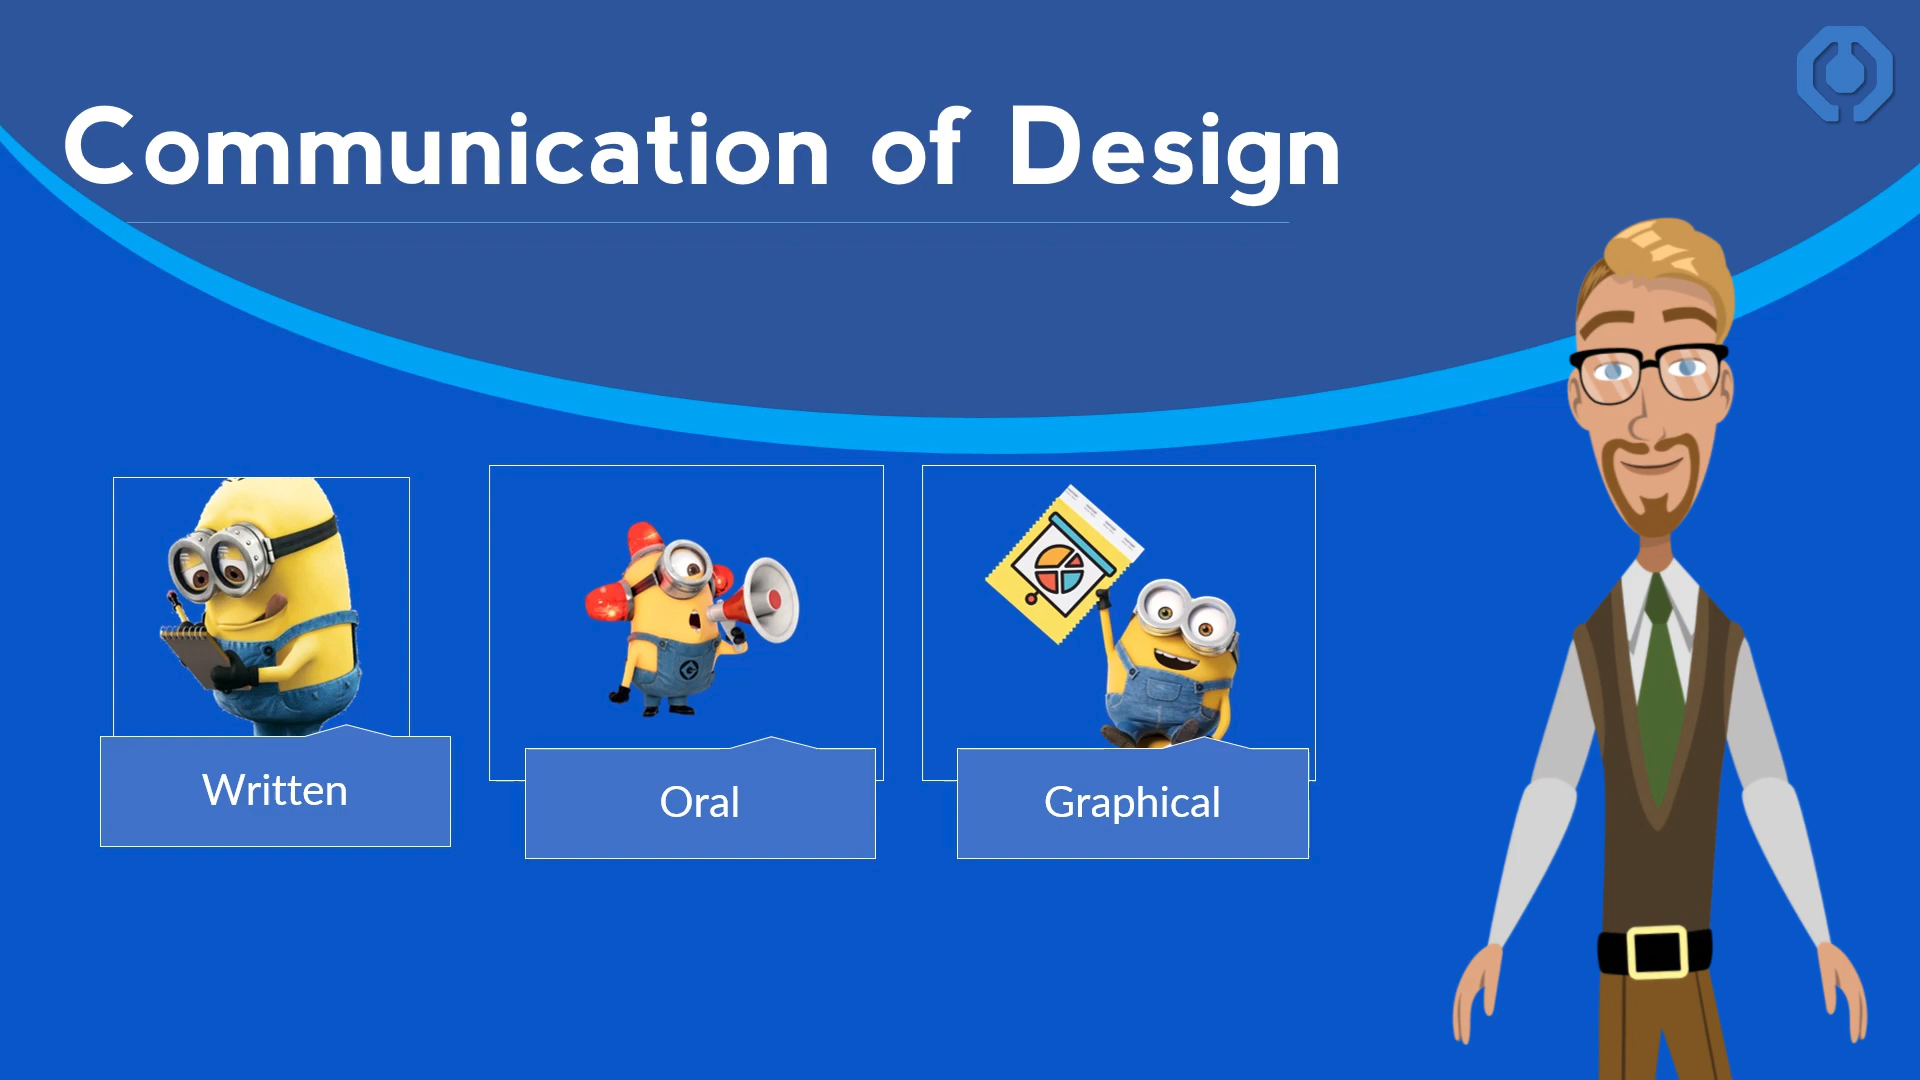 Communication of Design
Written
Oral
Graphical